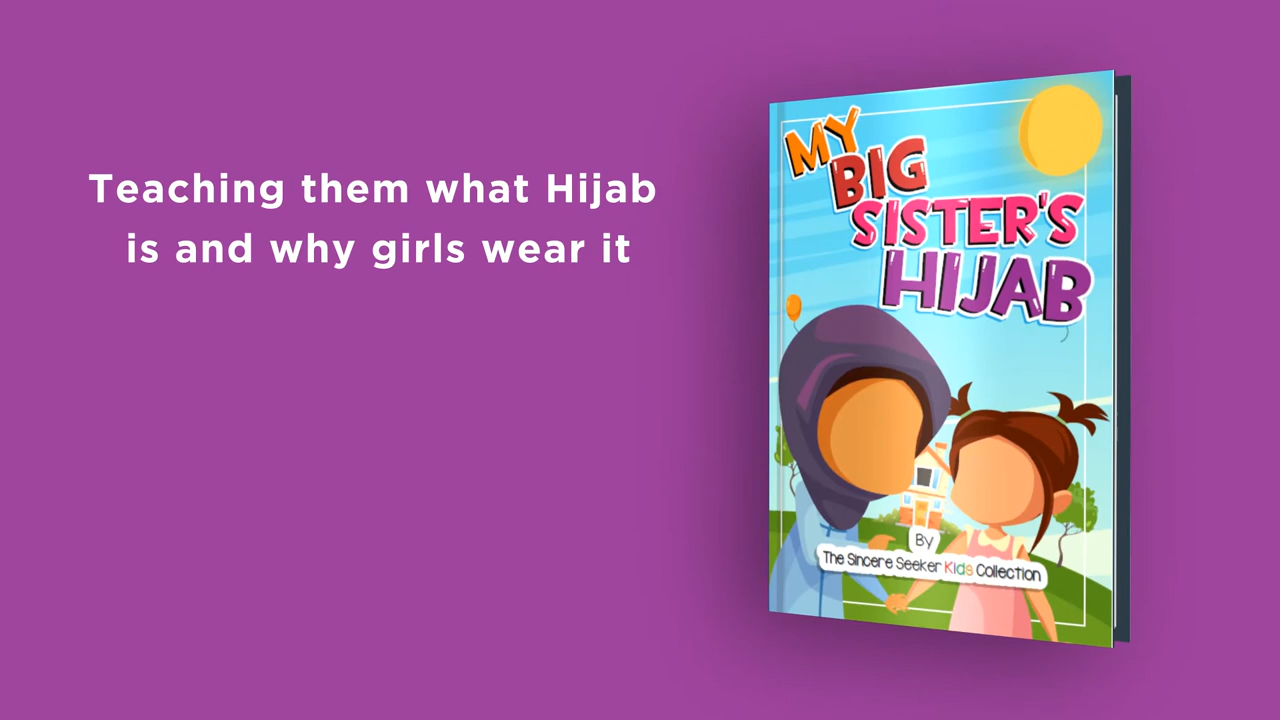 Teaching them what Hijab
is and why girls wear it
MY
BIG
SISTER'S
HIJAB
By
The Sincere Seeker Kids Collection